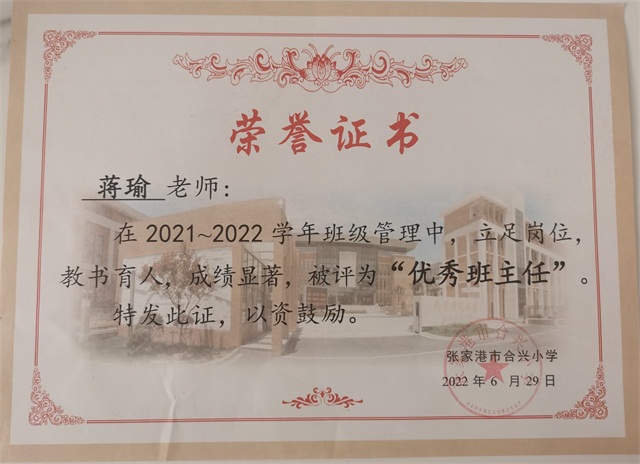 荣誉证书
蒋瑜 老师：
在 2021~2022 学年班级管理中，立足岗位，
教书育人，成绩显著，被评为“优秀班主任”。
特发此证，以资鼓励。
张家港市合兴小学
2022 年 6 月 29 日